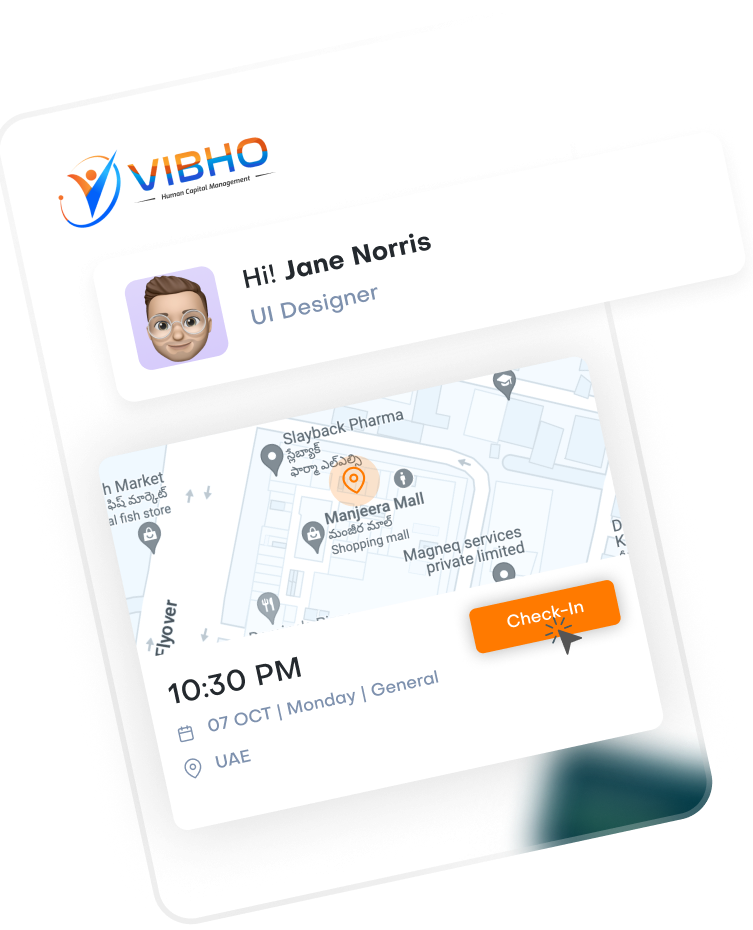 VIBHO
Human Capital Management
Hi! Jane Norris
UI Designer
Slayback Pharma
స్లేబ్యాక్
ఫార్మా ఎల్ఎల్సి
h Market
ఫిష్ మార్కెట్
al fish store
Manjeera Mall
మంజీర మాల్
Shopping mall
Magneq services
private limited
D
K
Flyover
Check-In
10:30 PM
07 OCT | Monday | General
UAE